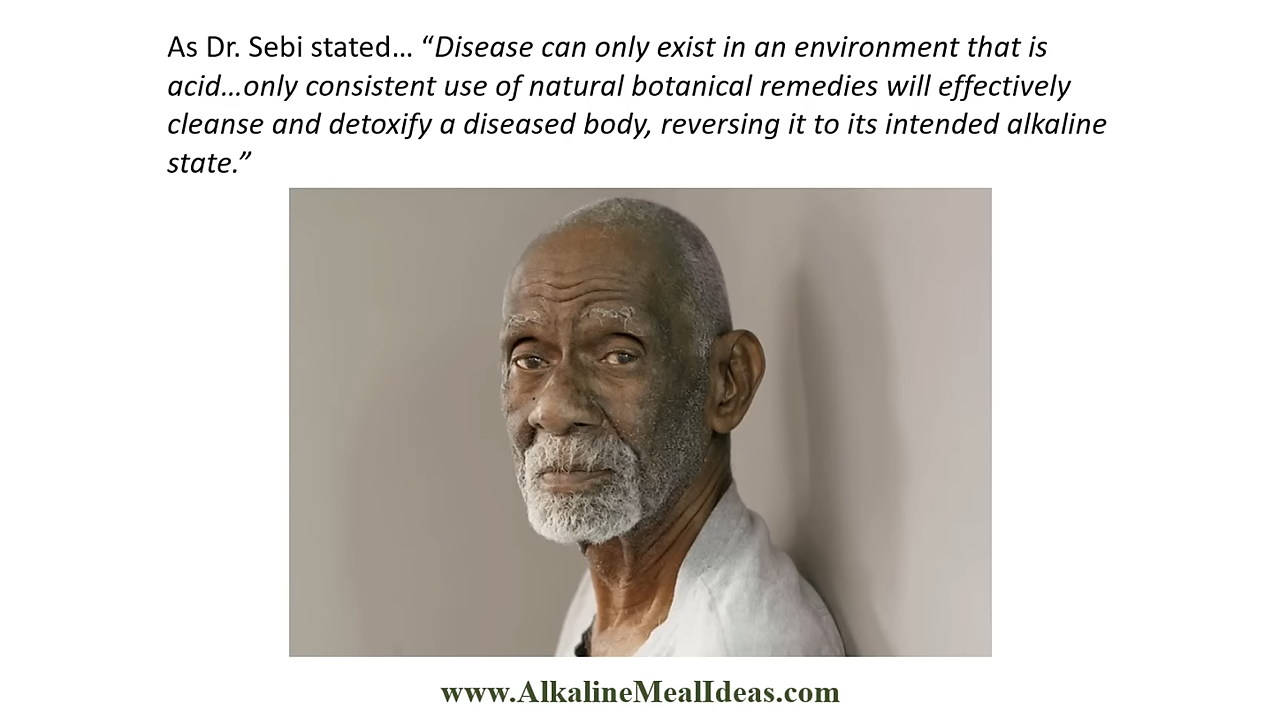 As Dr. Sebi stated… “Disease can only exist in an environment that is
acid…only consistent use of natural botanical remedies will effectively
cleanse and detoxify a diseased body, reversing it to its intended alkaline
state.”
www.AlkalineMealIdeas.com